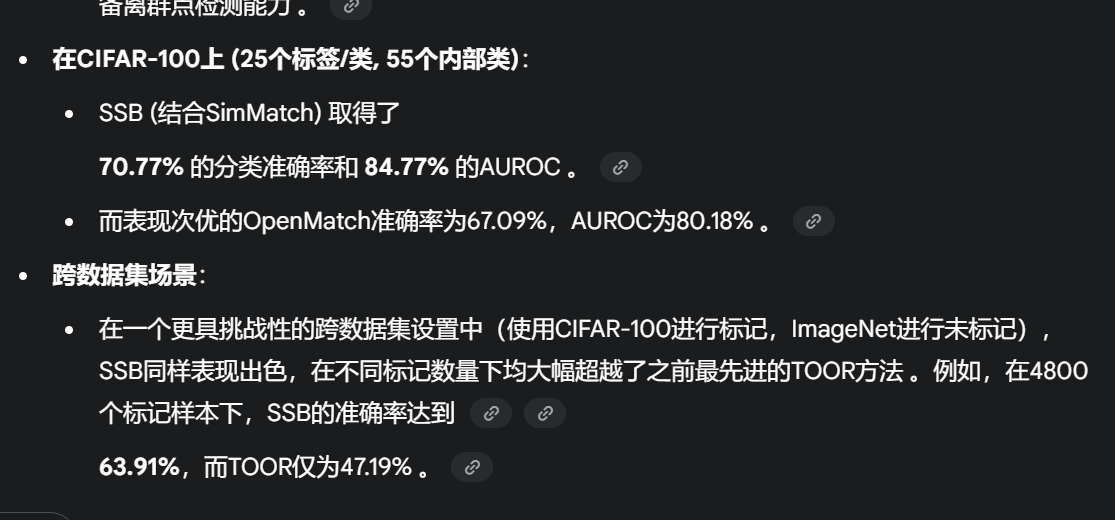 备离群点检测能力 。
在CIFAR-100上 (25个标签/类, 55个内部类)：
SSB (结合SimMatch) 取得了
70.77% 的分类准确率和 84.77% 的AUROC 。
而表现次优的OpenMatch准确率为67.09%，AUROC为80.18% 。
跨数据集场景：
在一个更具挑战性的跨数据集设置中（使用CIFAR-100进行标记，ImageNet进行未标记），
SSB同样表现出色，在不同标记数量下均大幅超越了之前最先进的TOOR方法 。例如，在4800
个标记样本下，SSB的准确率达到
63.91%，而TOOR仅为47.19% 。